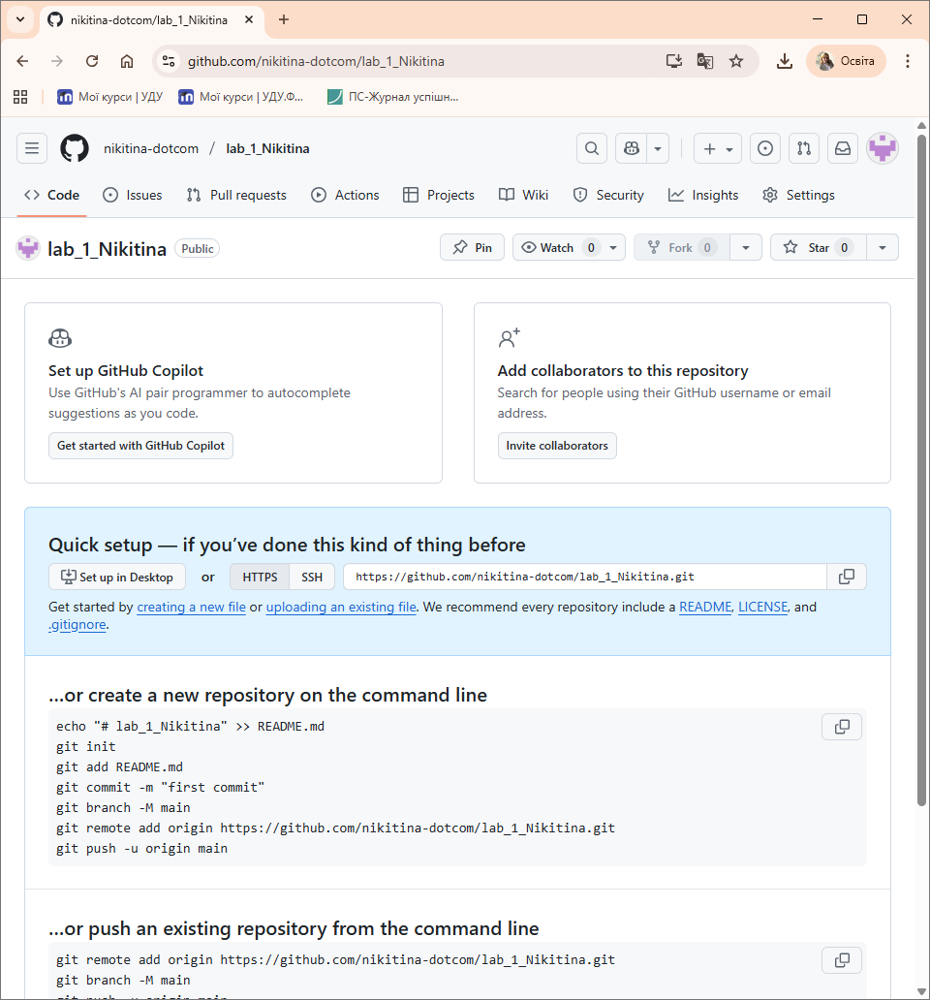 nikitina-dotcom/lab_1_Nikitina
github.com/nikitina-dotcom/lab_1_Nikitina
Освіта
Мої курси | УДУ
Мої курси | УДУ.Ф...
ПС-Журнал успішн...
nikitina-dotcom / lab_1_Nikitina
Code
Issues
Pull requests
Actions
Projects
Wiki
Security
Insights
Settings
lab_1_Nikitina
Public
Pin
Watch 0
Fork 0
Star 0
Set up GitHub Copilot
Use GitHub's AI pair programmer to autocomplete
suggestions as you code.
Get started with GitHub Copilot
Add collaborators to this repository
Search for people using their GitHub username or email
address.
Invite collaborators
Quick setup — if you’ve done this kind of thing before
Set up in Desktop or HTTPS SSH https://github.com/nikitina-dotcom/lab_1_Nikitina.git
Get started by creating a new file or uploading an existing file. We recommend every repository include a README, LICENSE, and
.gitignore.
…or create a new repository on the command line
echo "# lab_1_Nikitina" >> README.md
git init
git add README.md
git commit -m "first commit"
git branch -M main
git remote add origin https://github.com/nikitina-dotcom/lab_1_Nikitina.git
git push -u origin main
…or push an existing repository from the command line
git remote add origin https://github.com/nikitina-dotcom/lab_1_Nikitina.git
git branch -M main
git push -u origin main